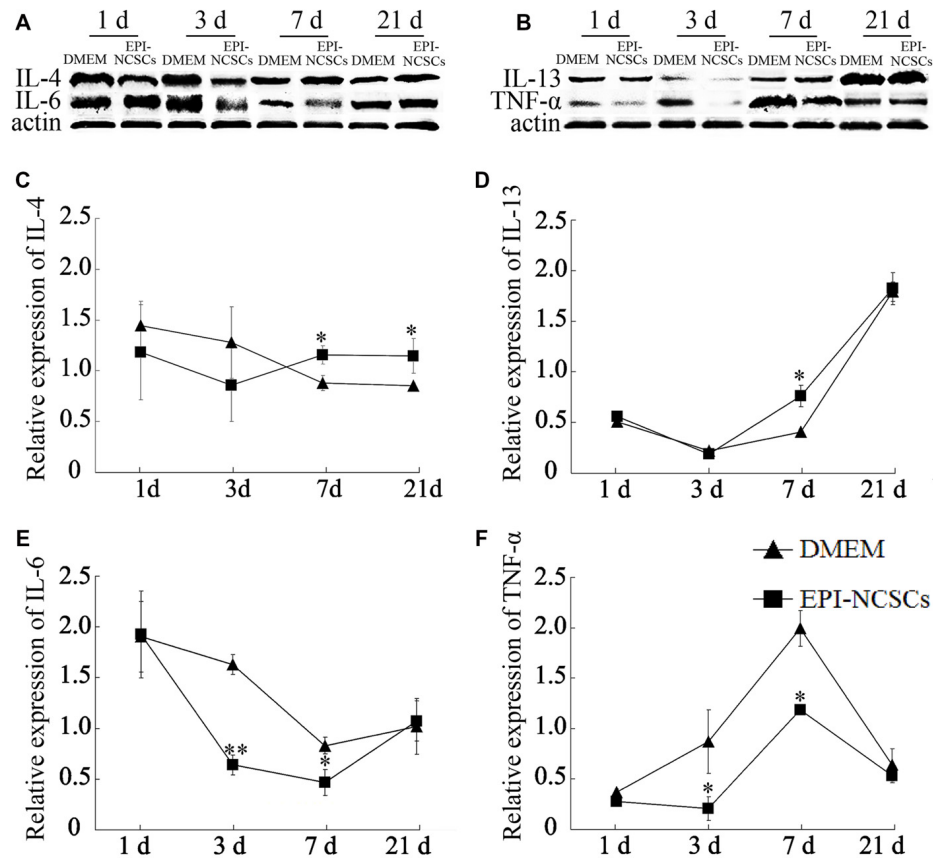 A
1 d 3 d 7 d 21 d
DMEM EPI-NCSCs DMEM EPI-NCSCs DMEM EPI-NCSCs DMEM EPI-NCSCs
IL-4
IL-6
actin
B
1 d 3 d 7 d 21 d
DMEM EPI-NCSCs DMEM EPI-NCSCs DMEM EPI-NCSCs DMEM EPI-NCSCs
IL-13
TNF-α
actin
C
Relative expression of IL-4
2.5
2.0
1.5
1.0
0.5
0
* *
1d 3d 7d 21d
D
Relative expression of IL-13
2.5
2.0
1.5
1.0
0.5
0
*
1 d 3 d 7 d 21 d
E
Relative expression of IL-6
2.5
2.0
1.5
1.0
0.5
0
** *
1 d 3 d 7 d 21 d
F
Relative expression of TNF-α
DMEM
EPI-NCSCs
2.5
2.0
1.5
1.0
0.5
0
* *
1 d 3 d 7 d 21 d